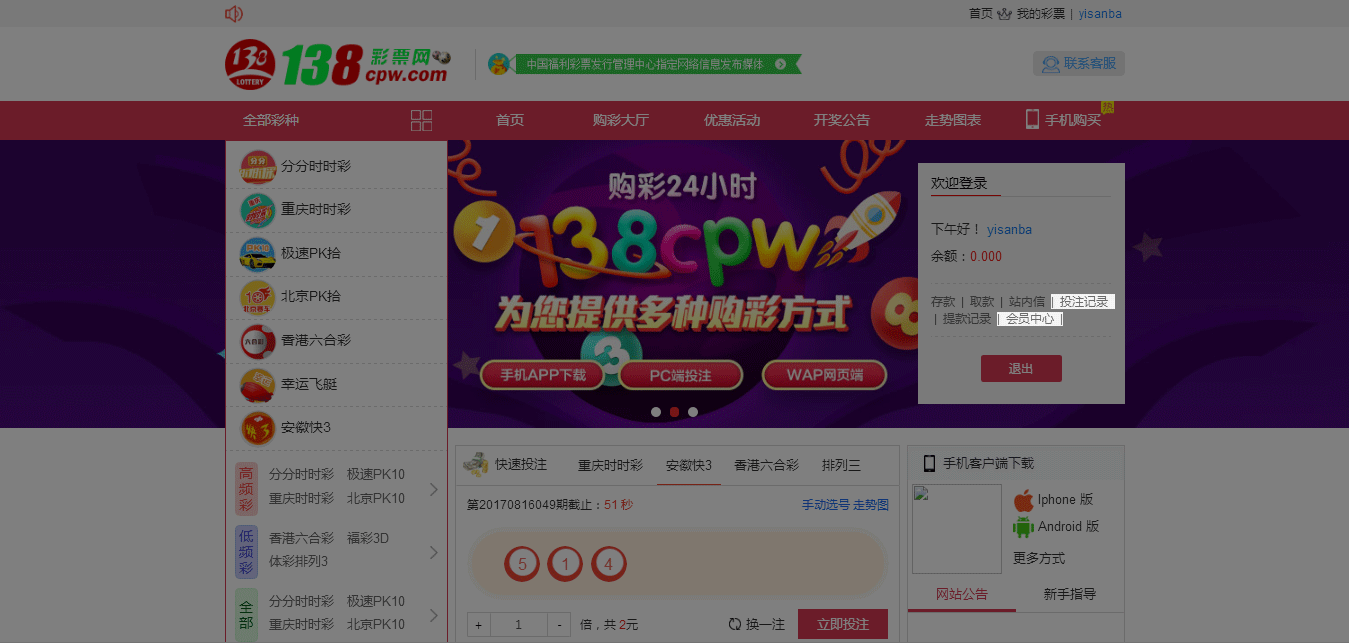 首页 我的彩票 | yisanba
138 LOTTERY 138 彩票网 cpw.com
中国福利彩票发行管理中心指定网络信息发布媒体
联系客服
全部彩种 首页 购彩大厅 优惠活动 开奖公告 走势图表 手机购买
分分时时彩
重庆时时彩
极速PK拾
北京PK拾
香港六合彩
幸运飞艇
安徽快3
高频彩
分分时时彩 极速PK10
重庆时时彩 北京PK10
低频彩
香港六合彩 福彩3D
体彩排列3
全部
分分时时彩 极速PK10
重庆时时彩 北京PK10
购彩24小时
138cpw
为您提供多种购彩方式
手机APP下载 PC端投注 WAP网页端
欢迎登录
下午好！ yisanba
余额：0.000
存款 | 取款 | 站内信 | 投注记录
| 提款记录 | 会员中心 |
退出
快速投注 重庆时时彩 安徽快3 香港六合彩 排列三
第20170816049期截止：51 秒 手动选号 走势图
5 1 4
+ 1 - 倍，共 2元 换一注 立即投注
手机客户端下载
Iphone 版
Android 版
更多方式
网站公告 新手指导